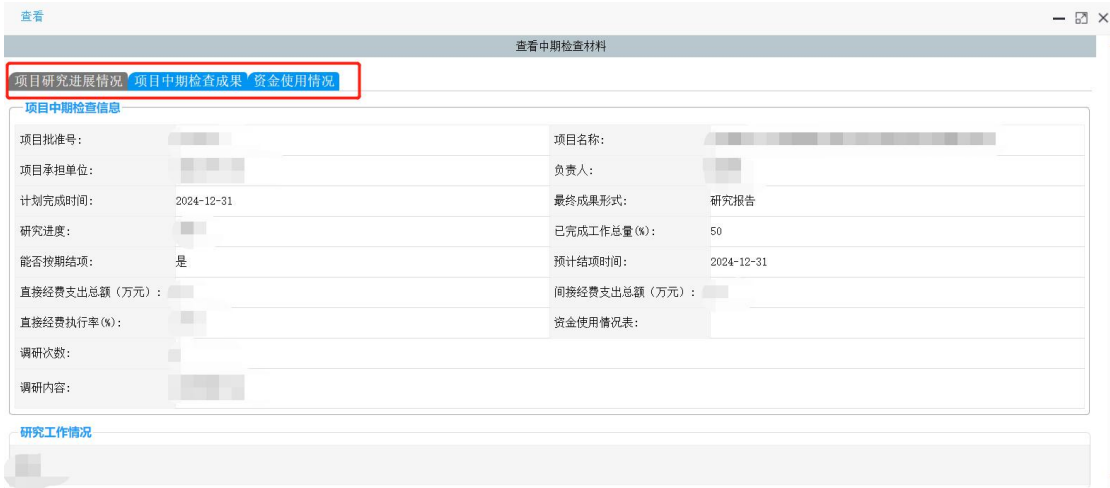 查看
查看中期检查材料
项目研究进展情况 项目中期检查成果 资金使用情况
项目中期检查信息
项目批准号: 项目名称:
项目承担单位: 负责人:
计划完成时间: 2024-12-31 最终成果形式: 研究报告
研究进度: 已完成工作总量(%): 50
能否按期结项: 是 预计结项时间: 2024-12-31
直接经费支出总额（万元）: 间接经费支出总额（万元）:
直接经费执行率(%): 资金使用情况表:
调研次数:
调研内容:
研究工作情况